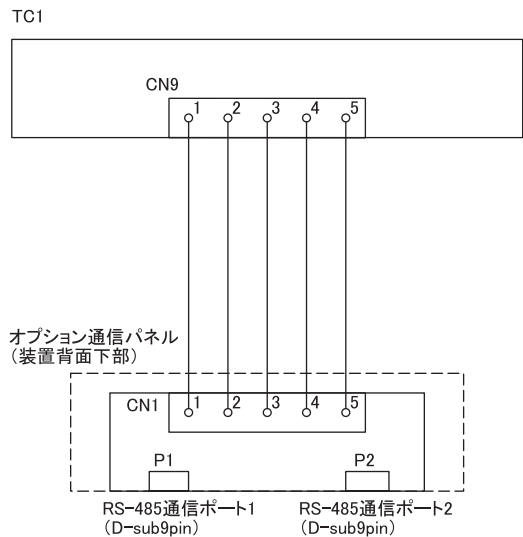 TC1
CN9
1 2 3 4 5
オプション通信パネル
(装置背面下部)
CN1
1 2 3 4 5
P1 P2
RS-485通信ポート1
(D-sub9pin)
RS-485通信ポート2
(D-sub9pin)